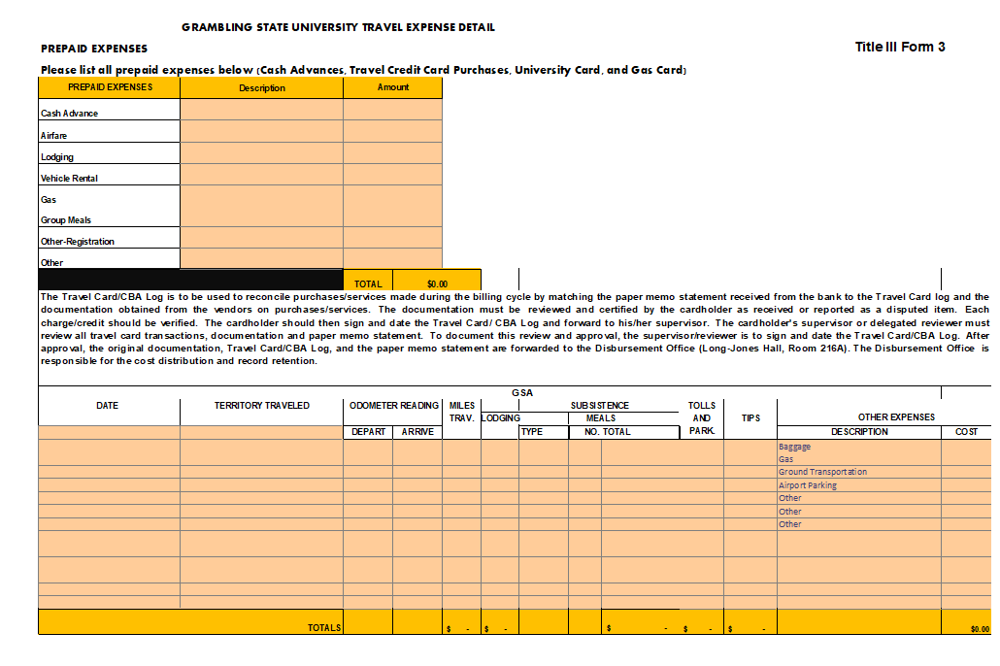 GRAMBLING STATE UNIVERSITY TRAVEL EXPENSE DETAIL
PREPAID EXPENSES
Title III Form 3
Please list all prepaid expenses below (Cash Advances, Travel Credit Card Purchases, University Card, and Gas Card)
PREPAID EXPENSES Description Amount
Cash Advance
Airfare
Lodging
Vehicle Rental
Gas
Group Meals
Other-Registration
Other
TOTAL $0.00
The Travel Card/CBA Log is to be used to reconcile purchases/services made during the billing cycle by matching the paper memo statement received from the bank to the Travel Card log and the
documentation obtained from the vendors on purchases/services. The documentation must be reviewed and certified by the cardholder as received or reported as a disputed item. Each
charge/credit should be verified. The cardholder should then sign and date the Travel Card/ CBA Log and forward to his/her supervisor. The cardholder's supervisor or delegated reviewer must
review all travel card transactions, documentation and paper memo statement. To document this review and approval, the supervisor/reviewer is to sign and date the Travel Card/CBA Log. After
approval, the original documentation, Travel Card/CBA Log, and the paper memo statement are forwarded to the Disbursement Office (Long-Jones Hall, Room 216A). The Disbursement Office is
responsible for the cost distribution and record retention.
GSA
DATE TERRITORY TRAVELED ODOMETER READING MILES SUBSISTENCE TOLLS
TRAV. LODGING MEALS AND TIPS OTHER EXPENSES
DEPART ARRIVE TYPE NO. TOTAL PARK. DESCRIPTION COST
Baggage
Gas
Ground Transportation
Airport Parking
Other
Other
Other
TOTALS $ - $ - $ - $ - $ - $0.00